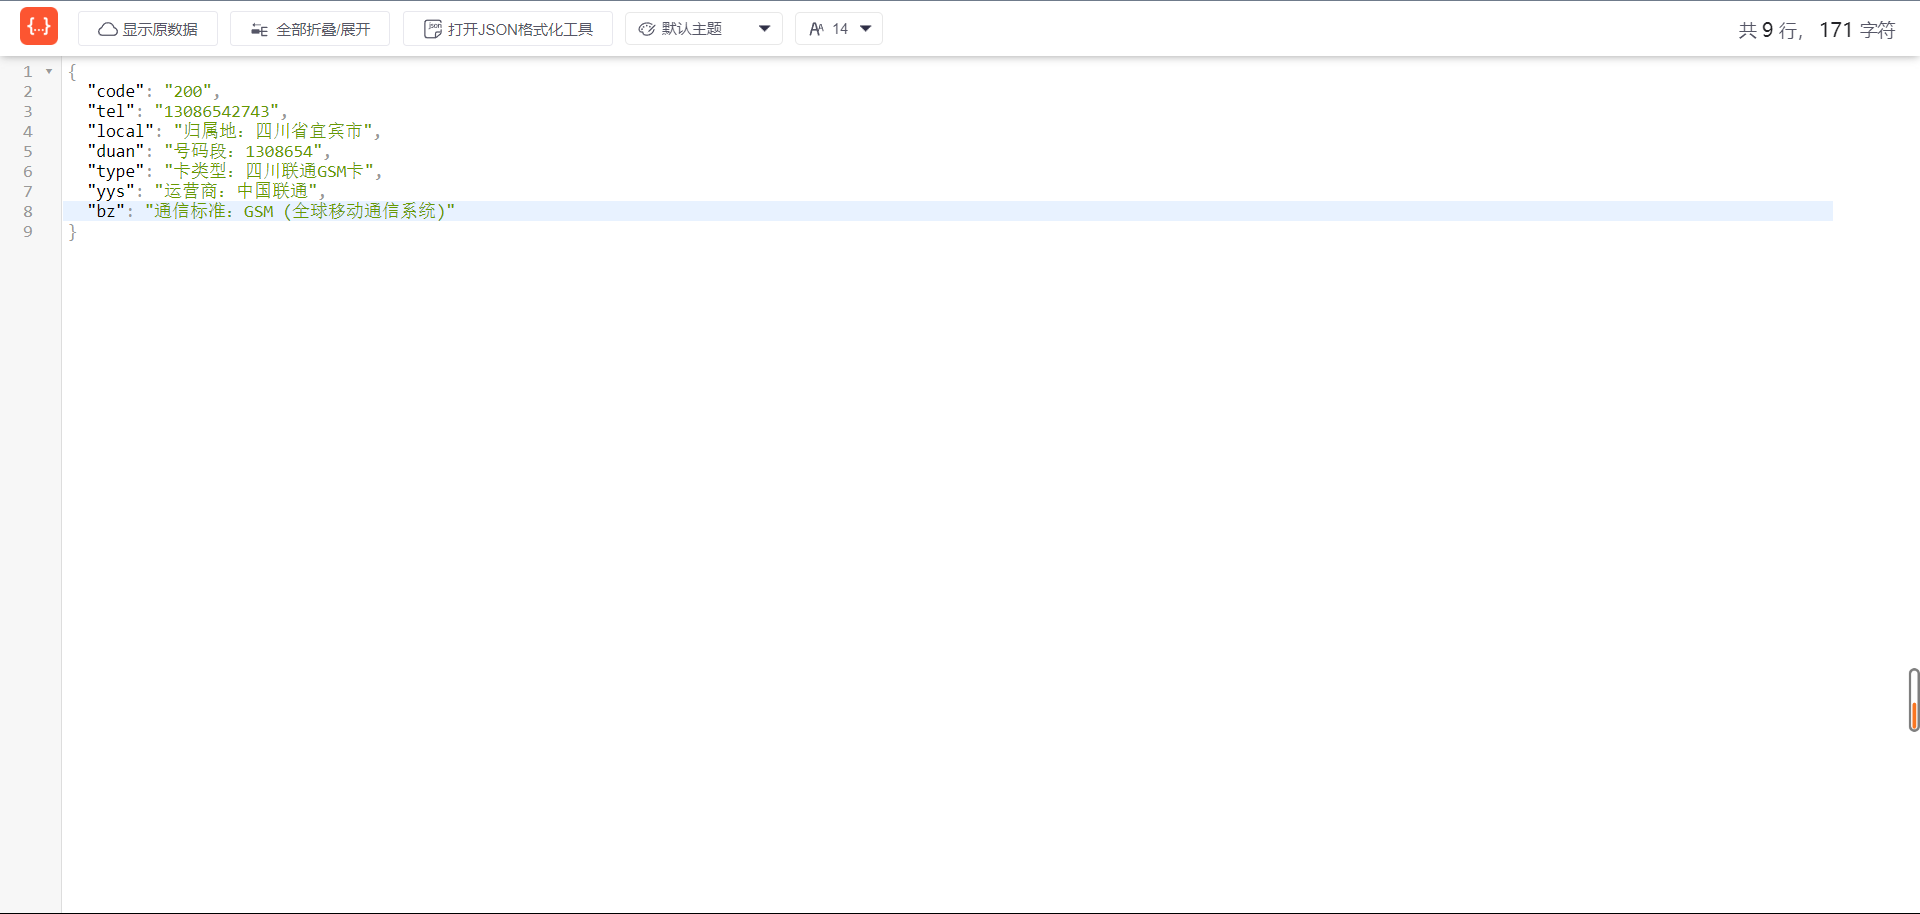 {...} 显示原数据 全部折叠/展开 json 打开JSON格式化工具 默认主题 AA 14 共 9 行， 171 字符
1 {
2 "code": "200",
3 "tel": "13086542743",
4 "local": "归属地：四川省宜宾市",
5 "duan": "号码段：1308654",
6 "type": "卡类型：四川联通GSM卡",
7 "yys": "运营商：中国联通",
8 "bz": "通信标准：GSM (全球移动通信系统)"
9 }